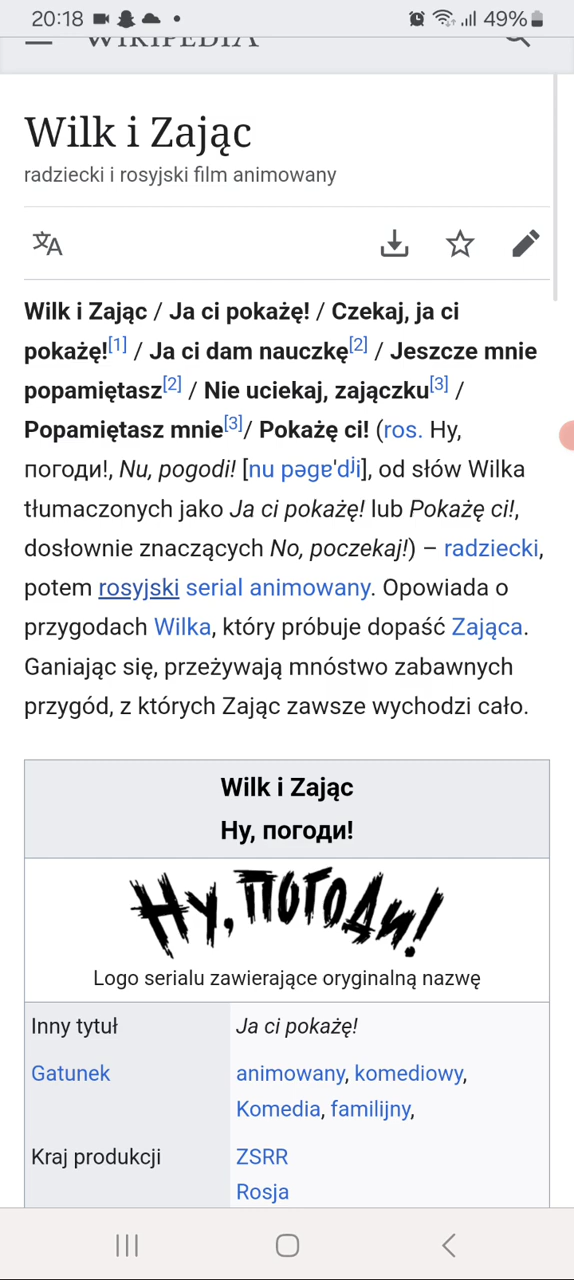 20:18
49%
WIKIPEDIA
Wilk i Zając
radziecki i rosyjski film animowany
Wilk i Zając / Ja ci pokażę! / Czekaj, ja ci
pokażę![1] / Ja ci dam nauczkę[2] / Jeszcze mnie
popamiętasz[2] / Nie uciekaj, zajączku[3] /
Popamiętasz mnie[3]/ Pokażę ci! (ros. Ну,
погоди!, Nu, pogodi! [nu pəgɐˈdʲi], od słów Wilka
tłumaczonych jako Ja ci pokażę! lub Pokażę ci!,
dosłownie znaczących No, poczekaj!) – radziecki,
potem rosyjski serial animowany. Opowiada o
przygodach Wilka, który próbuje dopaść Zająca.
Ganiając się, przeżywają mnóstwo zabawnych
przygód, z których Zając zawsze wychodzi cało.
Wilk i Zając
Ну, погоди!
Ну, ПОГОДи!
Logo serialu zawierające oryginalną nazwę
Inny tytuł Ja ci pokażę!
Gatunek animowany, komediowy,
Komedia, familijny,
Kraj produkcji ZSRR
Rosja